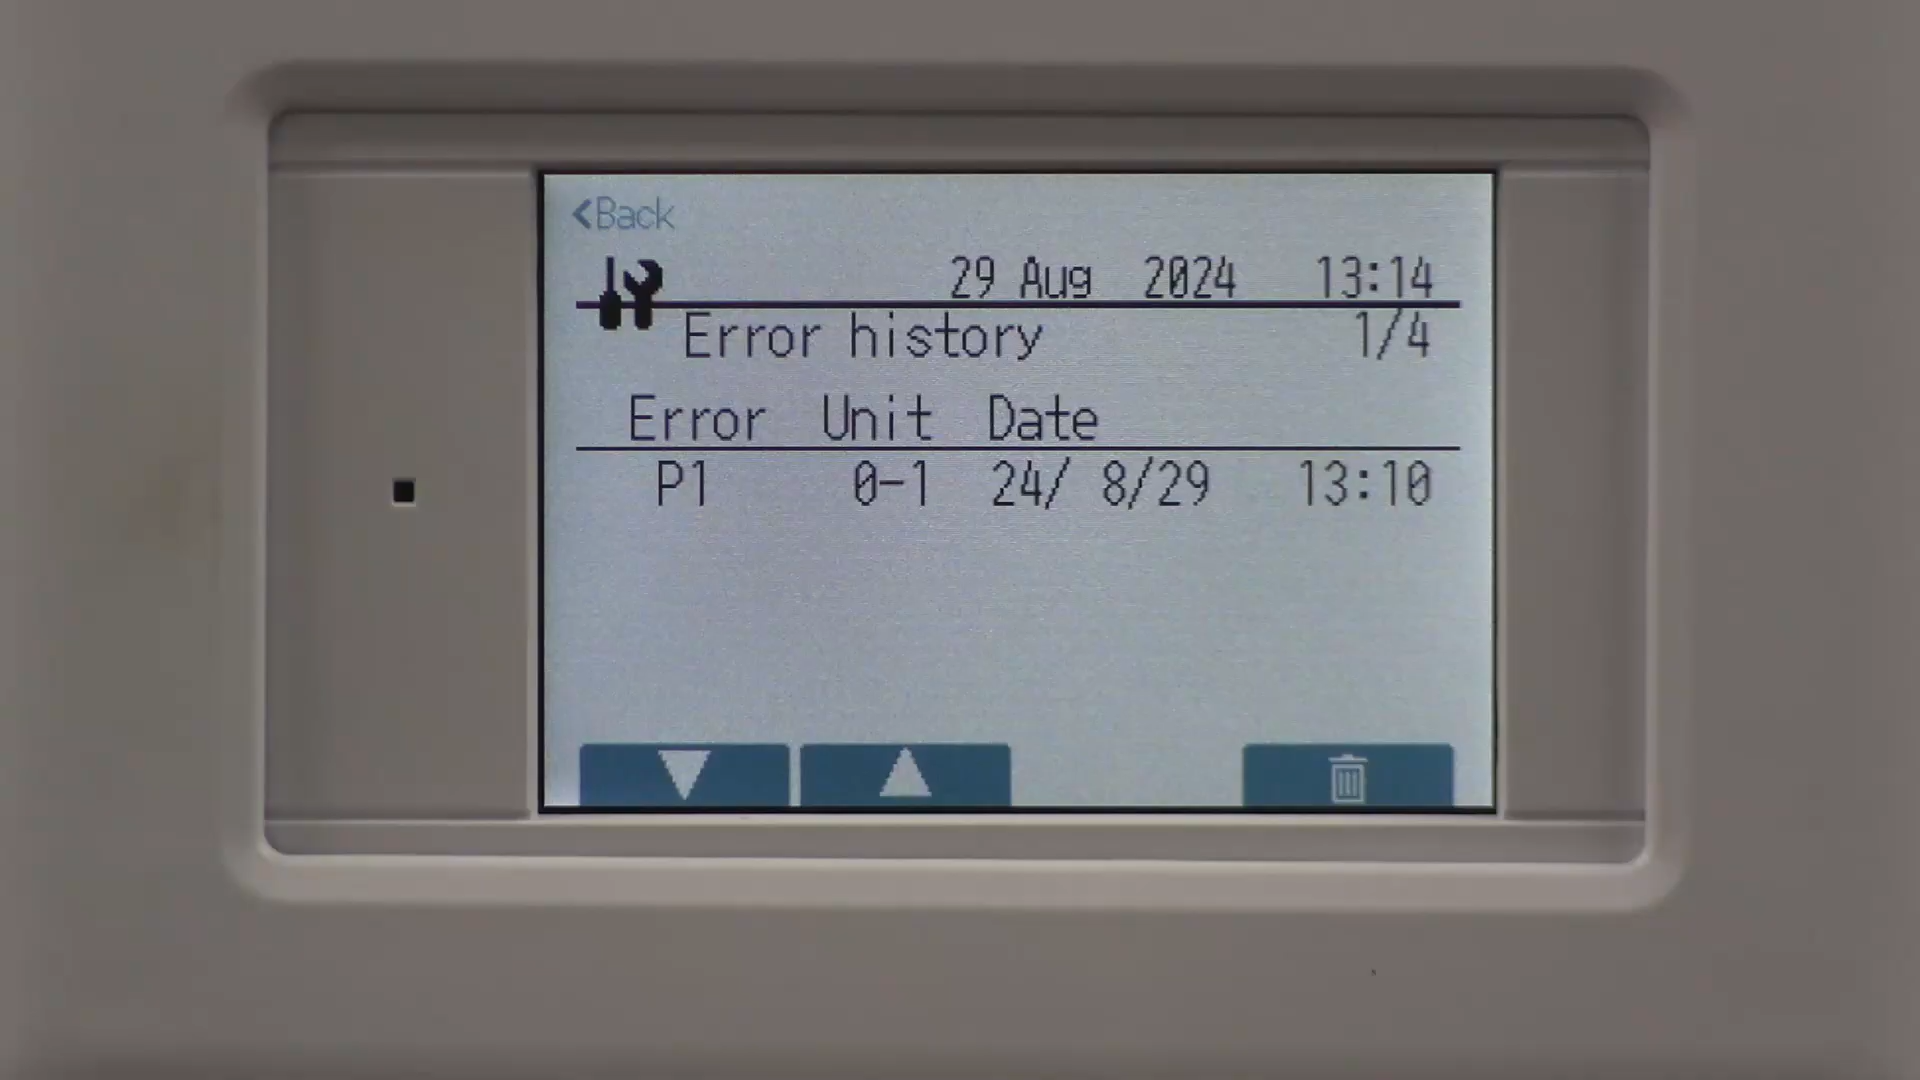 <Back
29 Aug 2024 13:14
Error history 1/4
Error Unit Date
P1 0-1 24/ 8/29 13:10